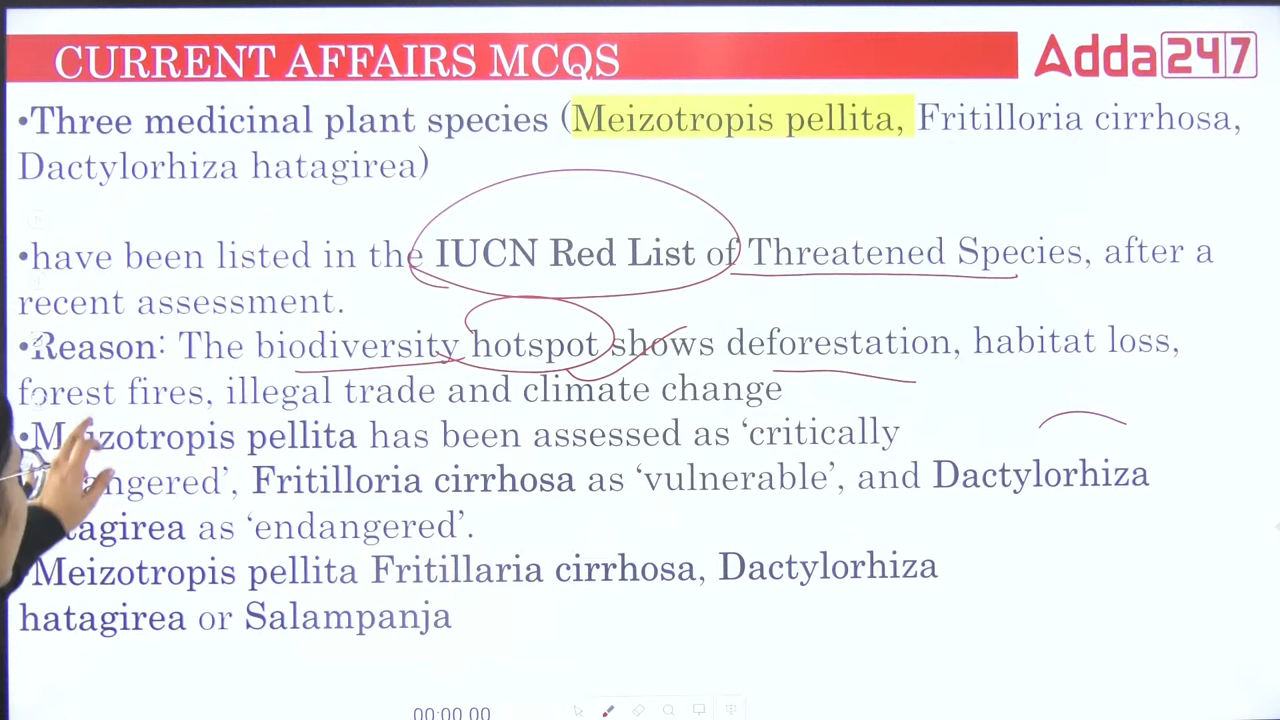 CURRENT AFFAIRS MCQS
Adda247
•Three medicinal plant species (Meizotropis pellita, Fritilloria cirrhosa,
Dactylorhiza hatagirea)
•have been listed in the IUCN Red List of Threatened Species, after a
recent assessment.
•Reason: The biodiversity hotspot shows deforestation, habitat loss,
forest fires, illegal trade and climate change
•Meizotropis pellita has been assessed as ‘critically
angered’, Fritilloria cirrhosa as ‘vulnerable’, and Dactylorhiza
tagirea as ‘endangered’.
•Meizotropis pellita Fritillaria cirrhosa, Dactylorhiza
hatagirea or Salampanja
00:00.00